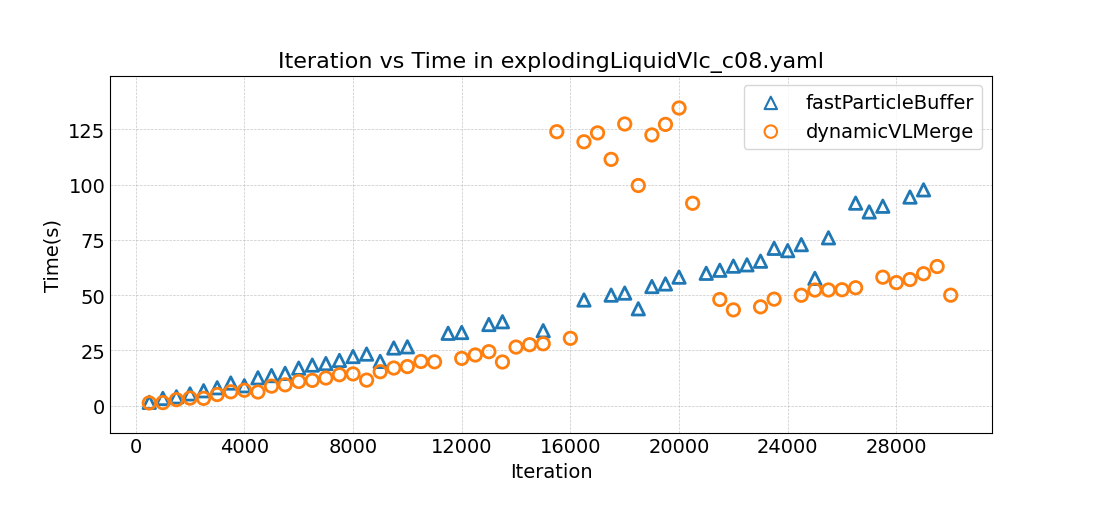 Iteration vs Time in explodingLiquidVlc_c08.yaml
fastParticleBuffer
dynamicVLMerge
Time(s)
125
100
75
50
25
0
0 4000 8000 12000 16000 20000 24000 28000
Iteration